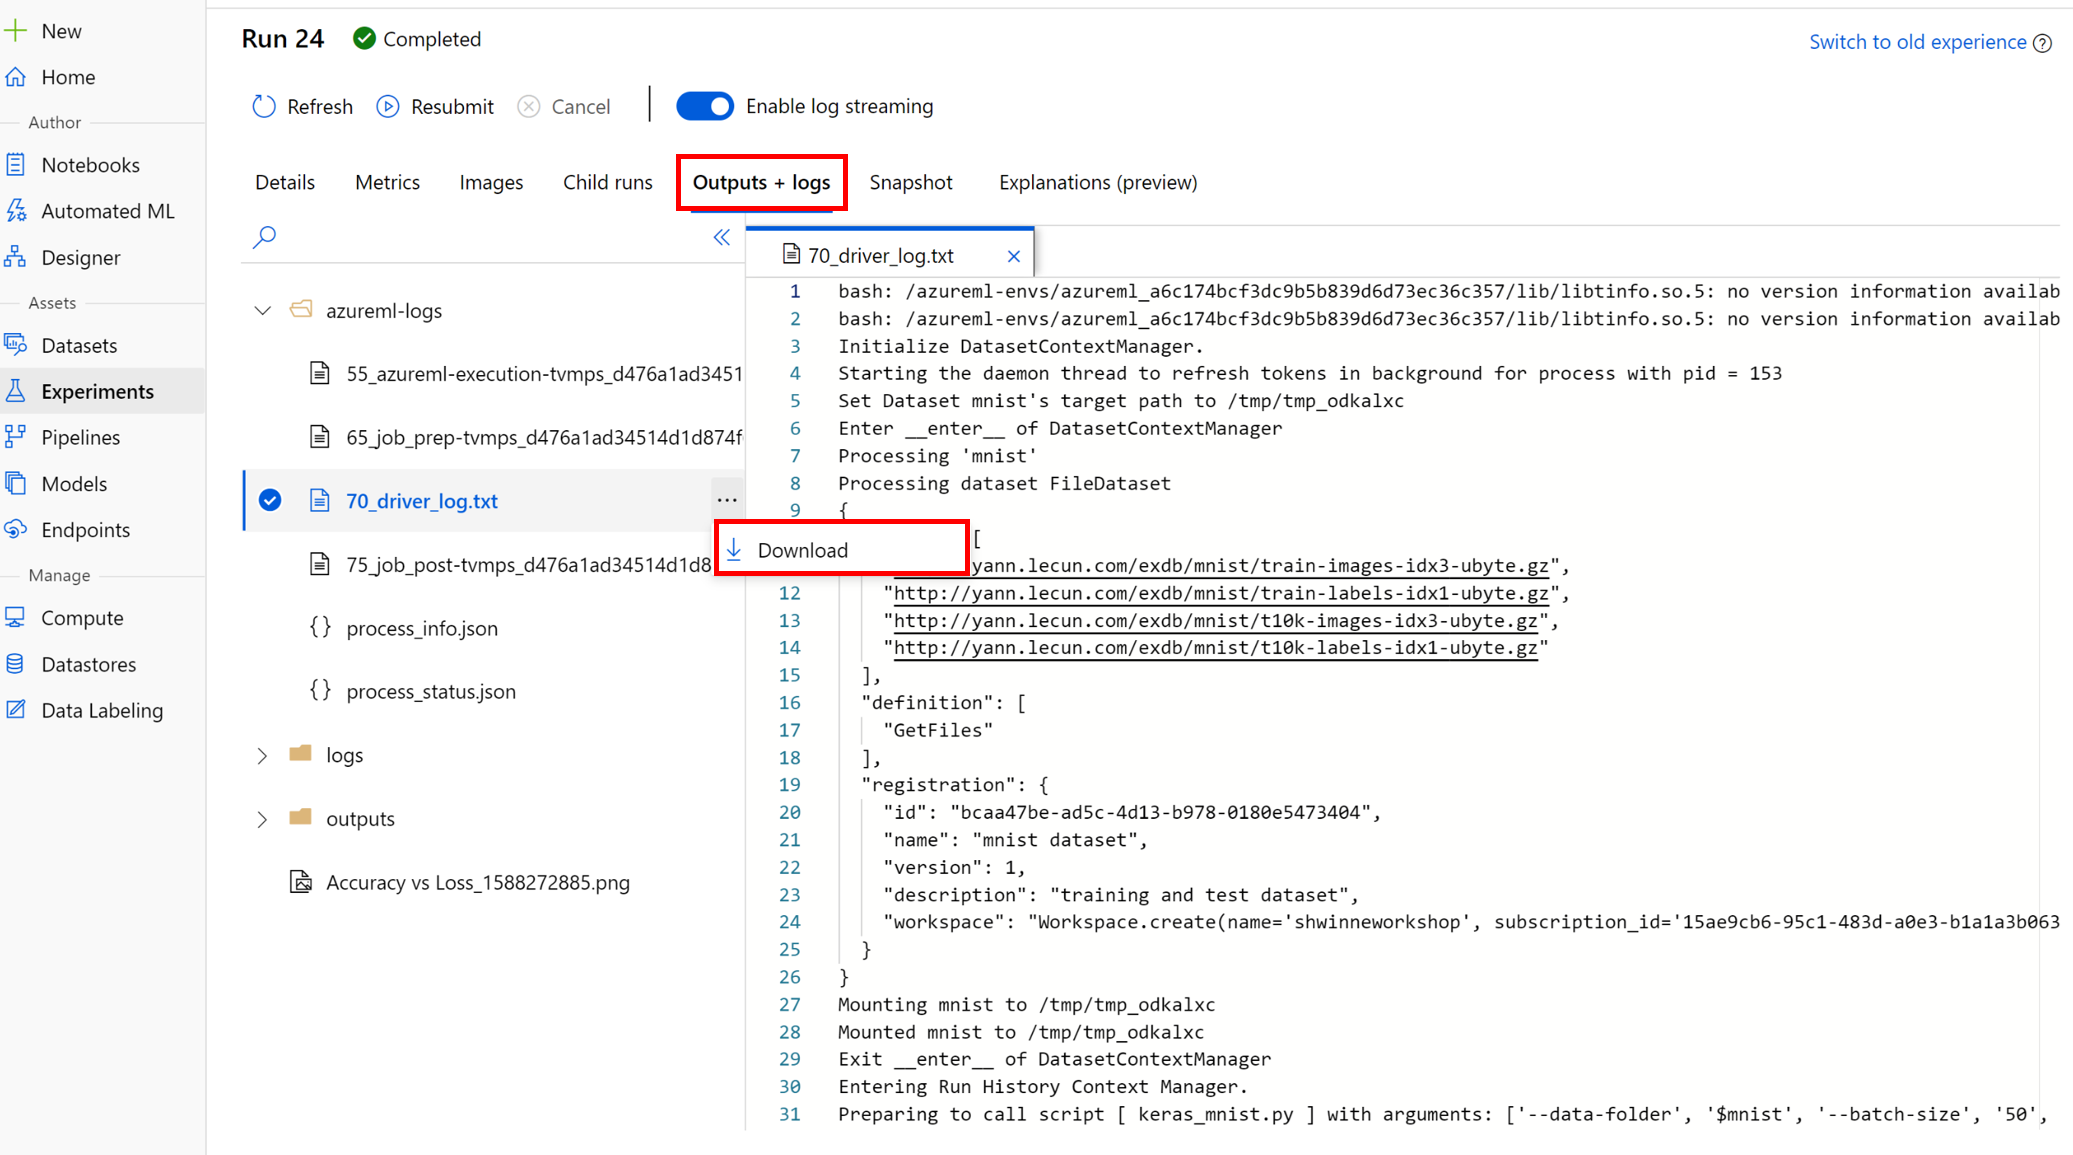 New
Home
Author
Notebooks
Automated ML
Designer
Assets
Datasets
Experiments
Pipelines
Models
Endpoints
Manage
Compute
Datastores
Data Labeling
Run 24 Completed
Switch to old experience ?
Refresh Resubmit Cancel Enable log streaming
Details Metrics Images Child runs Outputs + logs Snapshot Explanations (preview)
azureml-logs
55_azureml-execution-tvmps_d476a1ad3451
65_job_prep-tvmps_d476a1ad34514d1d874f
70_driver_log.txt ...
Download
75_job_post-tvmps_d476a1ad34514d1d8
{} process_info.json
{} process_status.json
logs
outputs
Accuracy vs Loss_1588272885.png
70_driver_log.txt
1 bash: /azureml-envs/azureml_a6c174bcf3dc9b5b839d6d73ec36c357/lib/libtinfo.so.5: no version information availab
2 bash: /azureml-envs/azureml_a6c174bcf3dc9b5b839d6d73ec36c357/lib/libtinfo.so.5: no version information availab
3 Initialize DatasetContextManager.
4 Starting the daemon thread to refresh tokens in background for process with pid = 153
5 Set Dataset mnist's target path to /tmp/tmp_odkalxc
6 Enter __enter__ of DatasetContextManager
7 Processing 'mnist'
8 Processing dataset FileDataset
9 {
[
yann.lecun.com/exdb/mnist/train-images-idx3-ubyte.gz",
12 "http://yann.lecun.com/exdb/mnist/train-labels-idx1-ubyte.gz",
13 "http://yann.lecun.com/exdb/mnist/t10k-images-idx3-ubyte.gz",
14 "http://yann.lecun.com/exdb/mnist/t10k-labels-idx1-ubyte.gz"
15 ],
16 "definition": [
17 "GetFiles"
18 ],
19 "registration": {
20 "id": "bcaa47be-ad5c-4d13-b978-0180e5473404",
21 "name": "mnist dataset",
22 "version": 1,
23 "description": "training and test dataset",
24 "workspace": "Workspace.create(name='shwinneworkshop', subscription_id='15ae9cb6-95c1-483d-a0e3-b1a1a3b063
25 }
26 }
27 Mounting mnist to /tmp/tmp_odkalxc
28 Mounted mnist to /tmp/tmp_odkalxc
29 Exit __enter__ of DatasetContextManager
30 Entering Run History Context Manager.
31 Preparing to call script [ keras_mnist.py ] with arguments: ['--data-folder', '$mnist', '--batch-size', '50',